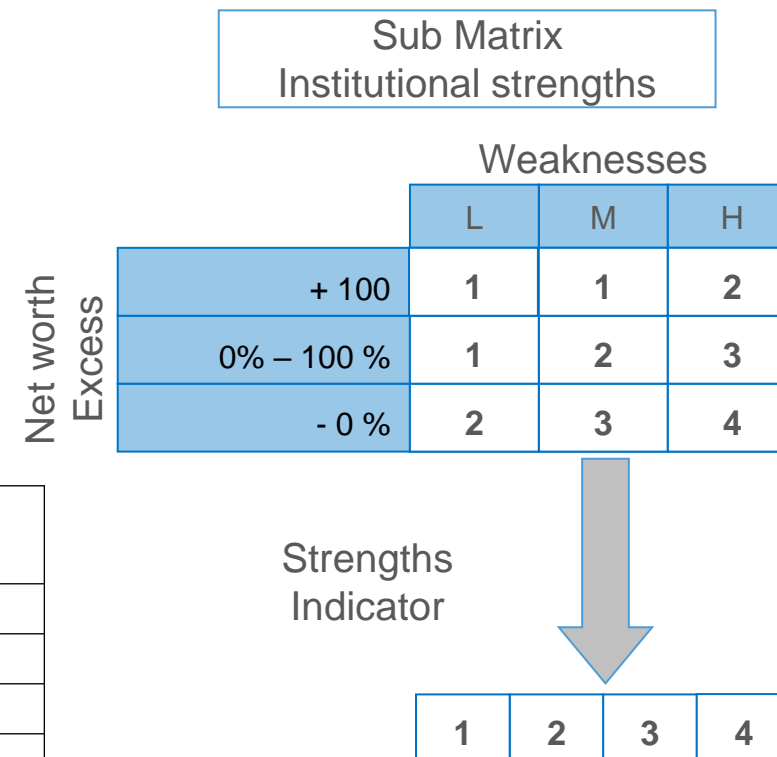 Sub Matrix
Institutional strengths
Weaknesses
L M H
Net worth
Excess
+ 100 1 1 2
0% – 100 % 1 2 3
- 0 % 2 3 4
Strengths
Indicator
1 2 3 4